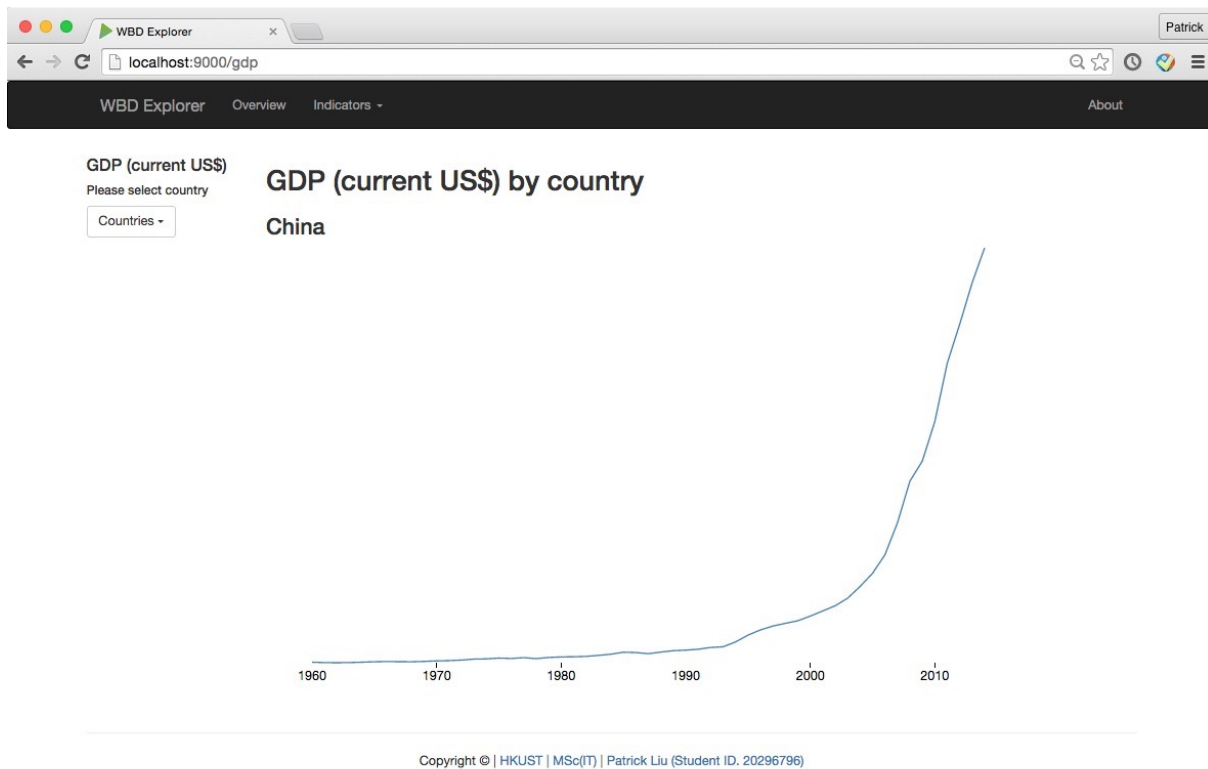 WBD Explorer
Patrick
localhost:9000/gdp
WBD Explorer Overview Indicators About
GDP (current US$)
Please select country
Countries
GDP (current US$) by country
China
1960 1970 1980 1990 2000 2010
Copyright © | HKUST | MSc(IT) | Patrick Liu (Student ID. 20296796)